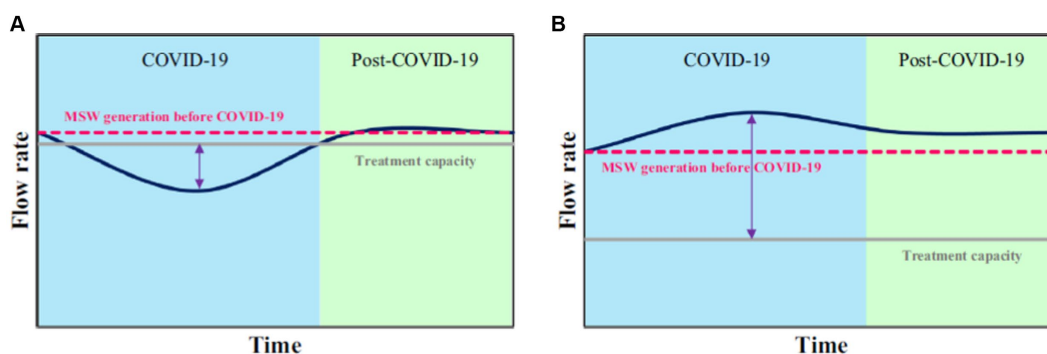 A
COVID-19
Post-COVID-19
MSW generation before COVID-19
Treatment capacity
Flow rate
Time
B
COVID-19
Post-COVID-19
MSW generation before COVID-19
Treatment capacity
Flow rate
Time